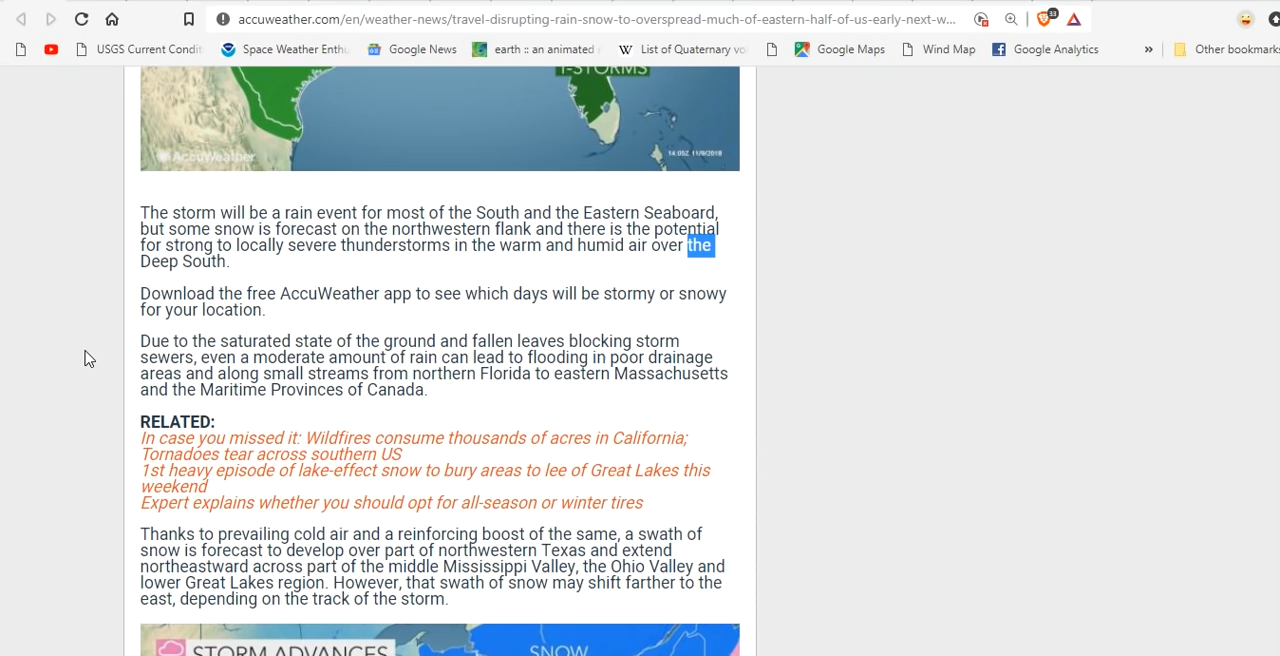 accuweather.com/en/weather-news/travel-disrupting-rain-snow-to-overspread-much-of-eastern-half-of-us-early-next-w...
33
USGS Current Condit
Space Weather Enthu
Google News
earth :: an animated
W
List of Quaternary vo
Google Maps
Wind Map
Google Analytics
»
Other bookmarks
T-STORMS
AccuWeather
14:05Z 11/9/2018
The storm will be a rain event for most of the South and the Eastern Seaboard,
but some snow is forecast on the northwestern flank and there is the potential
for strong to locally severe thunderstorms in the warm and humid air over the
Deep South.
Download the free AccuWeather app to see which days will be stormy or snowy
for your location.
Due to the saturated state of the ground and fallen leaves blocking storm
sewers, even a moderate amount of rain can lead to flooding in poor drainage
areas and along small streams from northern Florida to eastern Massachusetts
and the Maritime Provinces of Canada.
RELATED:
In case you missed it: Wildfires consume thousands of acres in California;
Tornadoes tear across southern US
1st heavy episode of lake-effect snow to bury areas to lee of Great Lakes this
weekend
Expert explains whether you should opt for all-season or winter tires
Thanks to prevailing cold air and a reinforcing boost of the same, a swath of
snow is forecast to develop over part of northwestern Texas and extend
northeastward across part of the middle Mississippi Valley, the Ohio Valley and
lower Great Lakes region. However, that swath of snow may shift farther to the
east, depending on the track of the storm.
STORM ADVANCES
SNOW